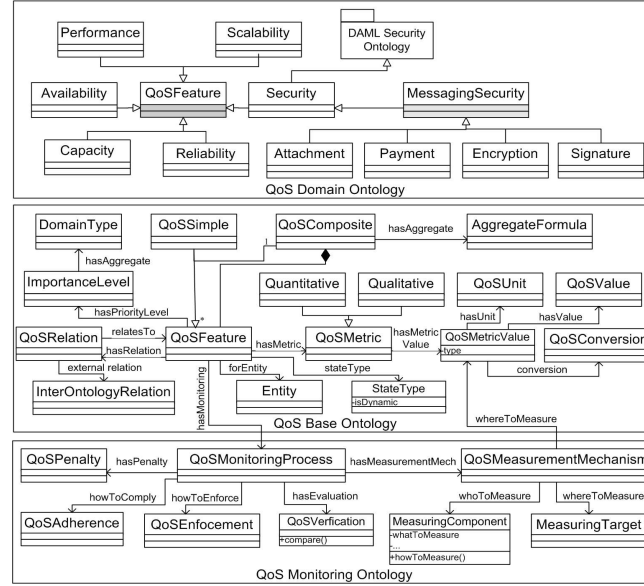 Performance
Scalability
DAML Security
Ontology
Availability
QoSFeature
Security
MessagingSecurity
Capacity
Reliability
Attachment
Payment
Encryption
Signature
QoS Domain Ontology
DomainType
QoSSimple
QoSComposite
hasAggregate
AggregateFormula
hasAggregate
1
ImportanceLevel
Quantitative
Qualitative
QoSUnit
QoSValue
hasPriorityLevel
*
hasUnit
hasValue
QoSRelation
relatesTo
QoSFeature
hasMetric
QoSMetric
hasMetric
Value
QoSMetricValue
-type
QoSConversion
hasRelation
external relation
forEntity
stateType
conversion
InterOntologyRelation
hasMonitoring
Entity
StateType
-isDynamic
QoS Base Ontology
whereToMeasure
QoSPenalty
hasPenalty
QoSMonitoringProcess
hasMeasurementMech
QoSMeasurementMechanism
howToComply
howToEnforce
hasEvaluation
whoToMeasure
whereToMeasure
QoSAdherence
QoSEnfocement
QoSVerfication
+compare()
MeasuringComponent
-whatToMeasure
-...
+howToMeasure()
MeasuringTarget
QoS Monitoring Ontology